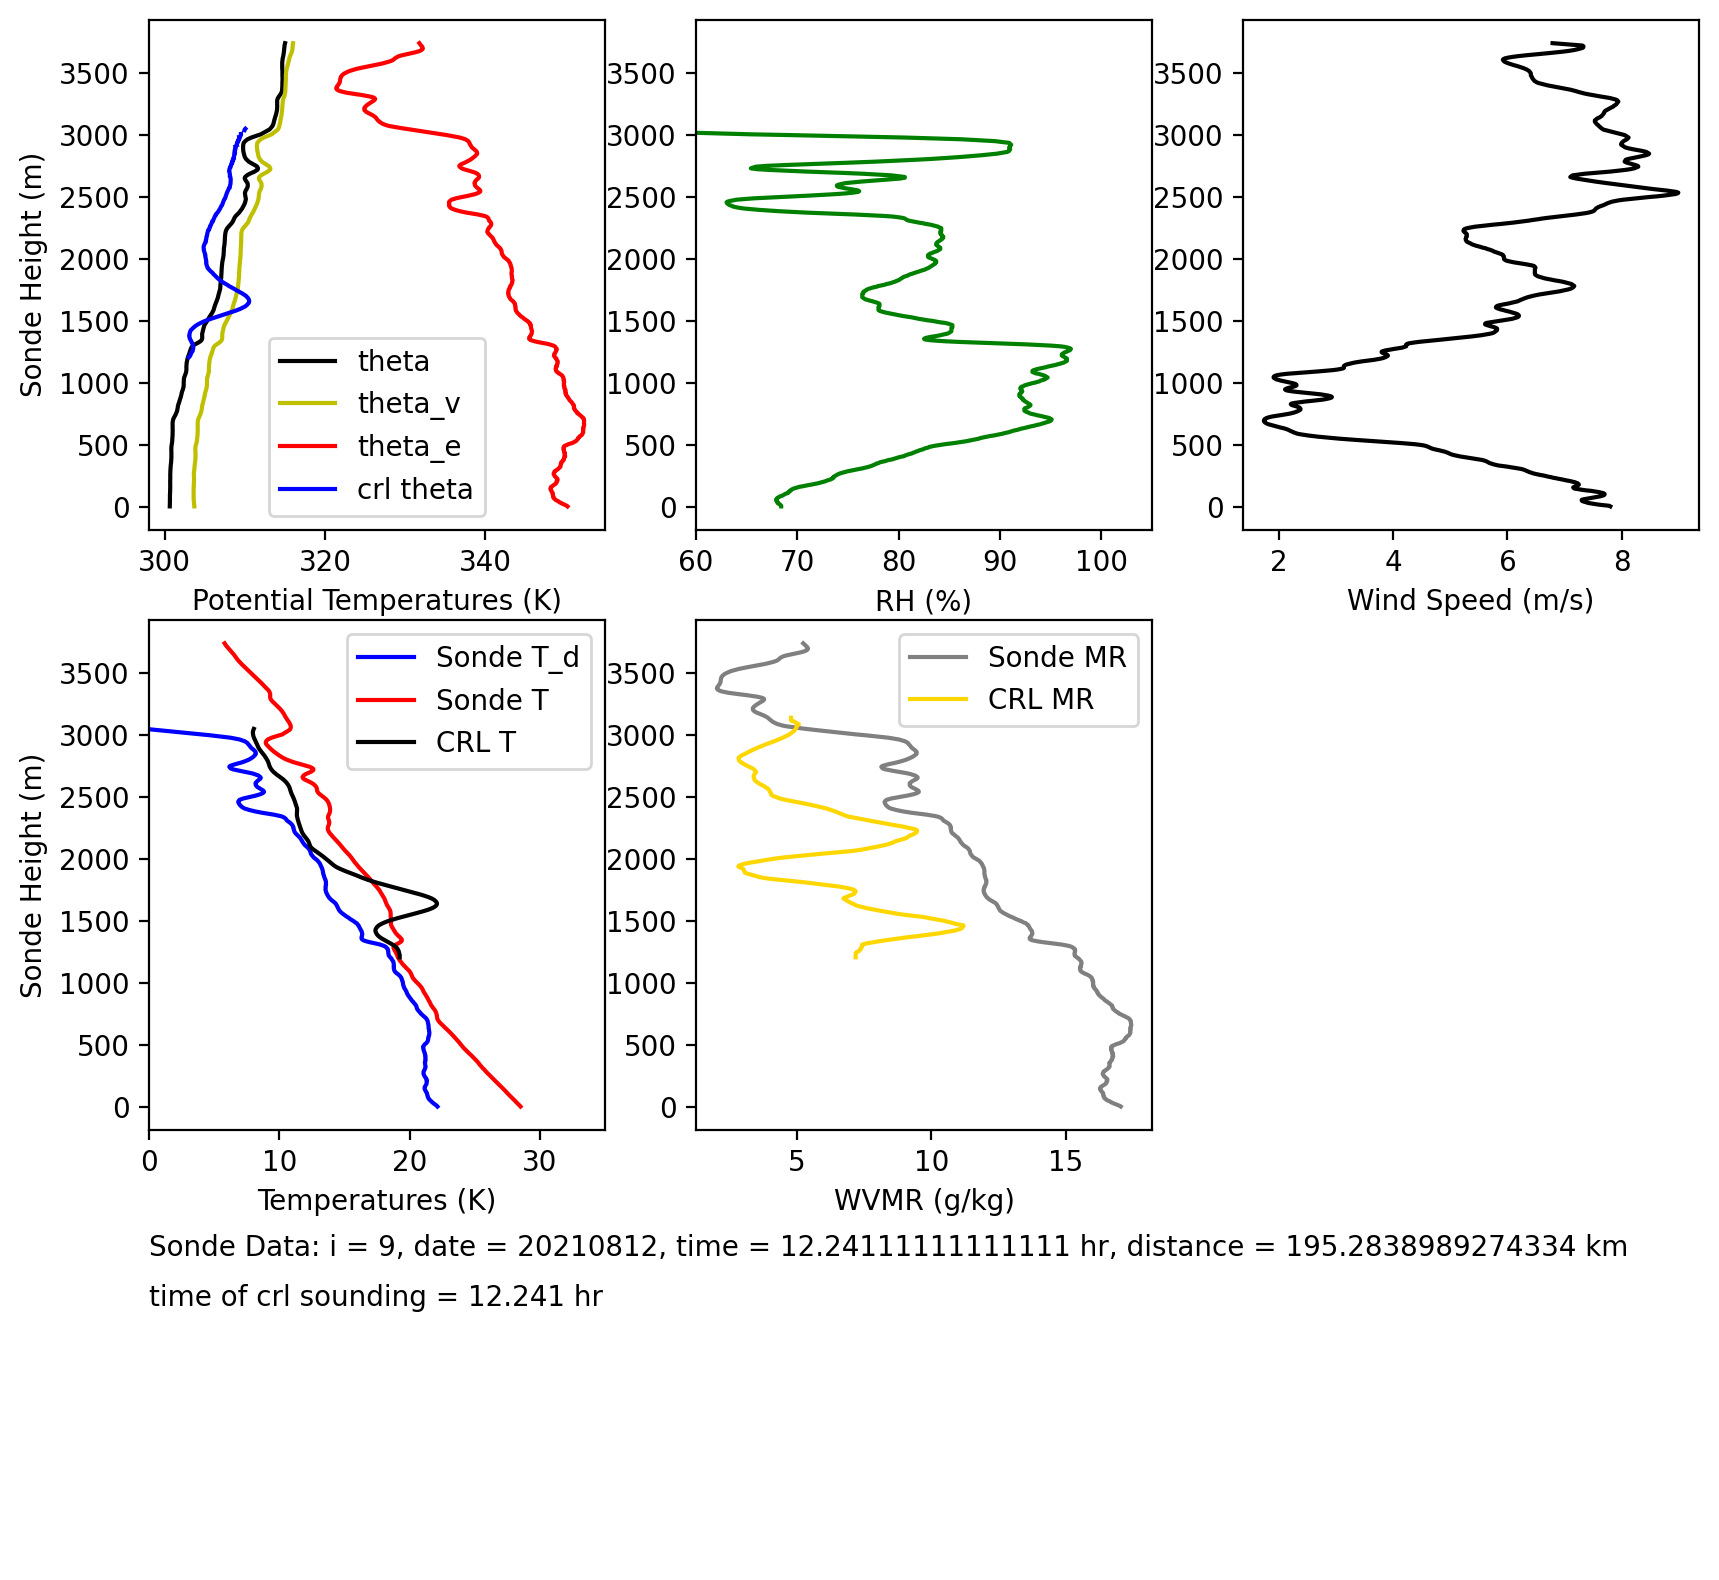 3500
3000
2500
2000
1500
1000
500
0
Sonde Height (m)
300 320 340
Potential Temperatures (K)
theta
theta_v
theta_e
crl theta
3500
3000
2500
2000
1500
1000
500
0
60 70 80 90 100
RH (%)
3500
3000
2500
2000
1500
1000
500
0
2 4 6 8
Wind Speed (m/s)
3500
3000
2500
2000
1500
1000
500
0
Sonde Height (m)
0 10 20 30
Temperatures (K)
Sonde T_d
Sonde T
CRL T
3500
3000
2500
2000
1500
1000
500
0
5 10 15
WVMR (g/kg)
Sonde MR
CRL MR
Sonde Data: i = 9, date = 20210812, time = 12.24111111111111 hr, distance = 195.2838989274334 km
time of crl sounding = 12.241 hr